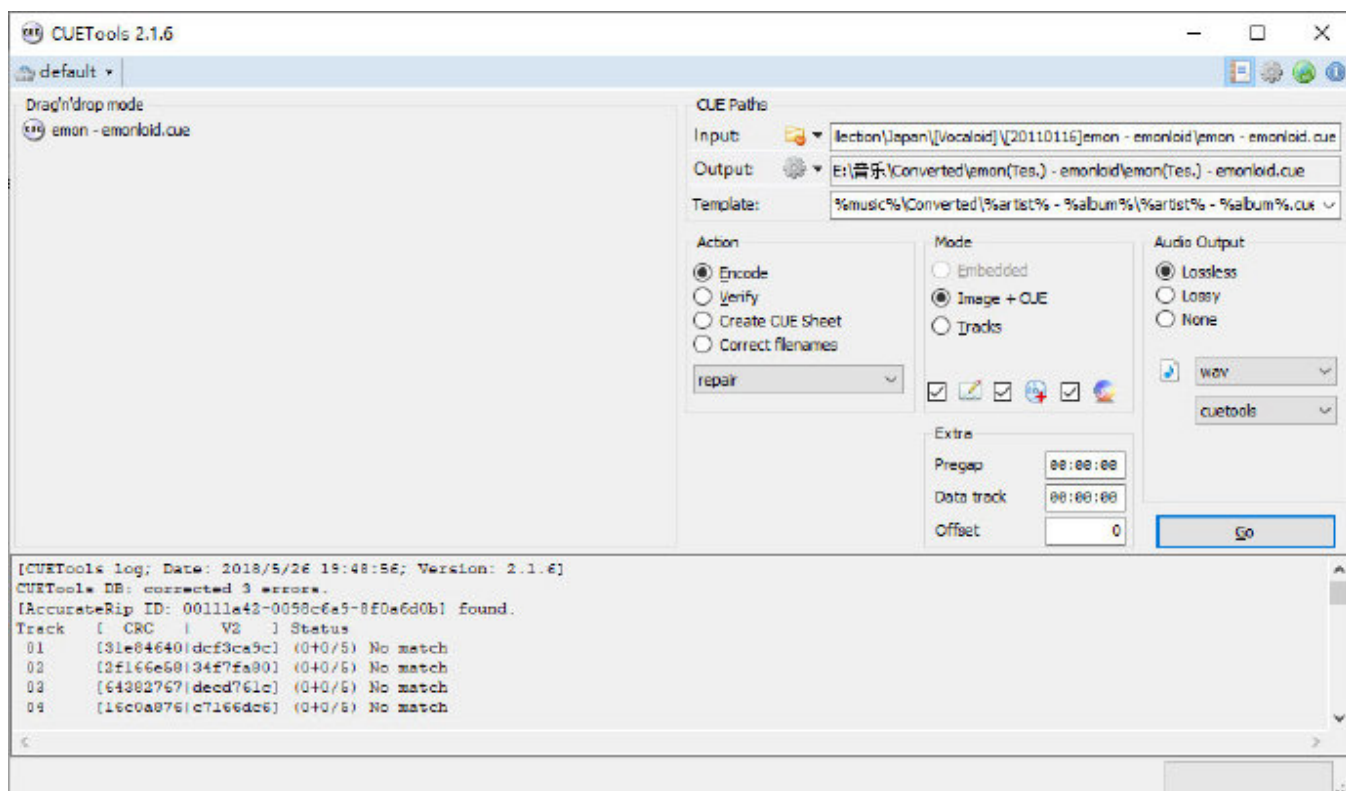 CUETools 2.1.6
default
Drag'n'drop mode
emon - emonloid.cue
CUE Paths
Input: llection\Japan\[Vocaloid]\[20110116]emon - emonloid\emon - emonloid.cue
Output: E:\音乐\Converted\emon(Tes.) - emonloid\emon(Tes.) - emonloid.cue
Template: %music%\Converted\%artist% - %album%\%artist% - %album%.cue
Action
Encode
Verify
Create CUE Sheet
Correct filenames
repair
Mode
Embedded
Image + CUE
Tracks
Audio Output
Lossless
Lossy
None
wav
cuetools
Extra
Pregap 00:00:00
Data track 00:00:00
Offset 0
Go
[CUETools log; Date: 2018/5/26 19:48:56; Version: 2.1.6]
CUETools DB: corrected 3 errors.
[AccurateRip ID: 00111a42-0098c6a9-8f0a6d0b] found.
Track [ CRC | V2 ] Status
01 [31e84640|dcf3ca9c] (0+0/5) No match
02 [2f166e68|34f7fa80] (0+0/5) No match
03 [64382767|decd761c] (0+0/5) No match
04 [16c0a876|c7166dc6] (0+0/5) No match